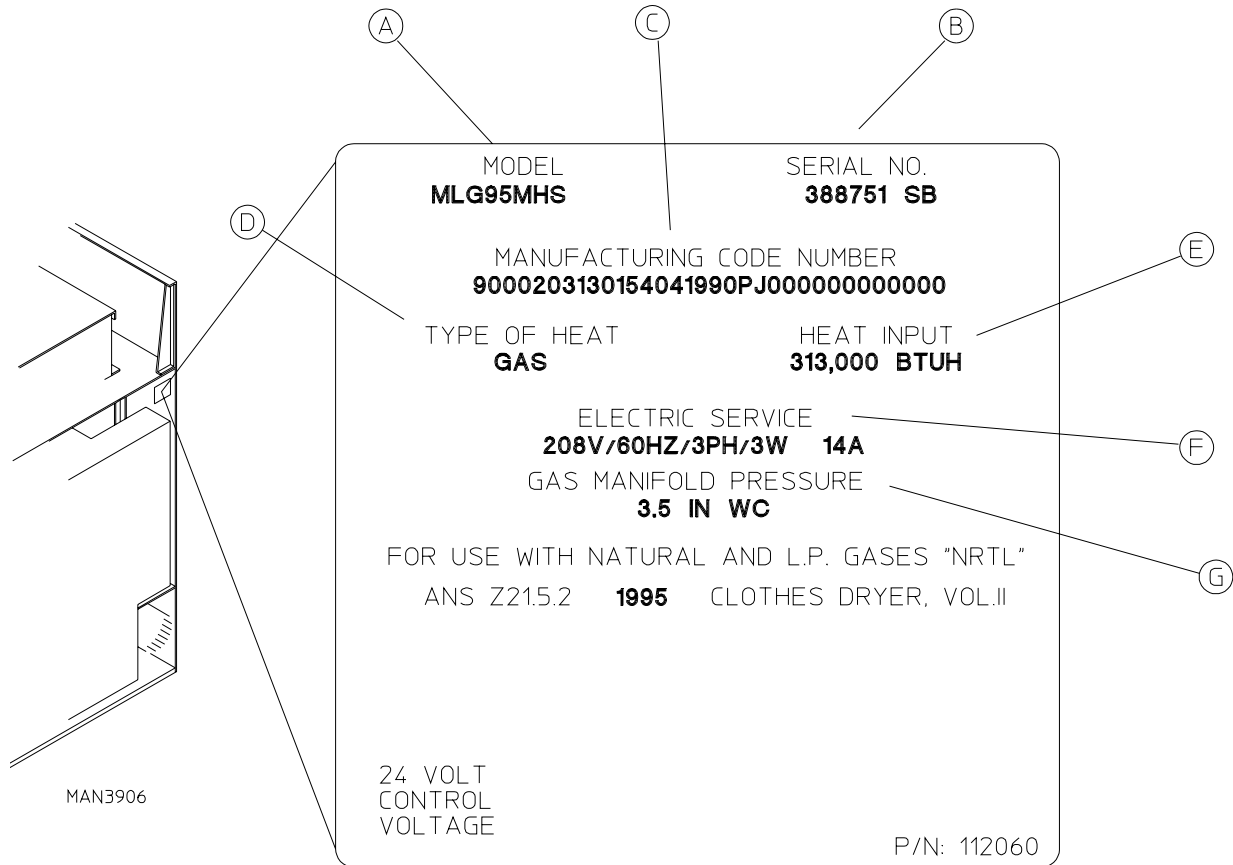 A
C
B
MODEL SERIAL NO.
MLG95MHS 388751 SB
D
MANUFACTURING CODE NUMBER
E
9000203130154041990PJ000000000000
TYPE OF HEAT HEAT INPUT
GAS 313,000 BTUH
ELECTRIC SERVICE
208V/60HZ/3PH/3W 14A
F
GAS MANIFOLD PRESSURE
3.5 IN WC
FOR USE WITH NATURAL AND L.P. GASES "NRTL"
G
ANS Z21.5.2 1995 CLOTHES DRYER, VOL.II
24 VOLT
CONTROL
VOLTAGE
MAN3906
P/N: 112060